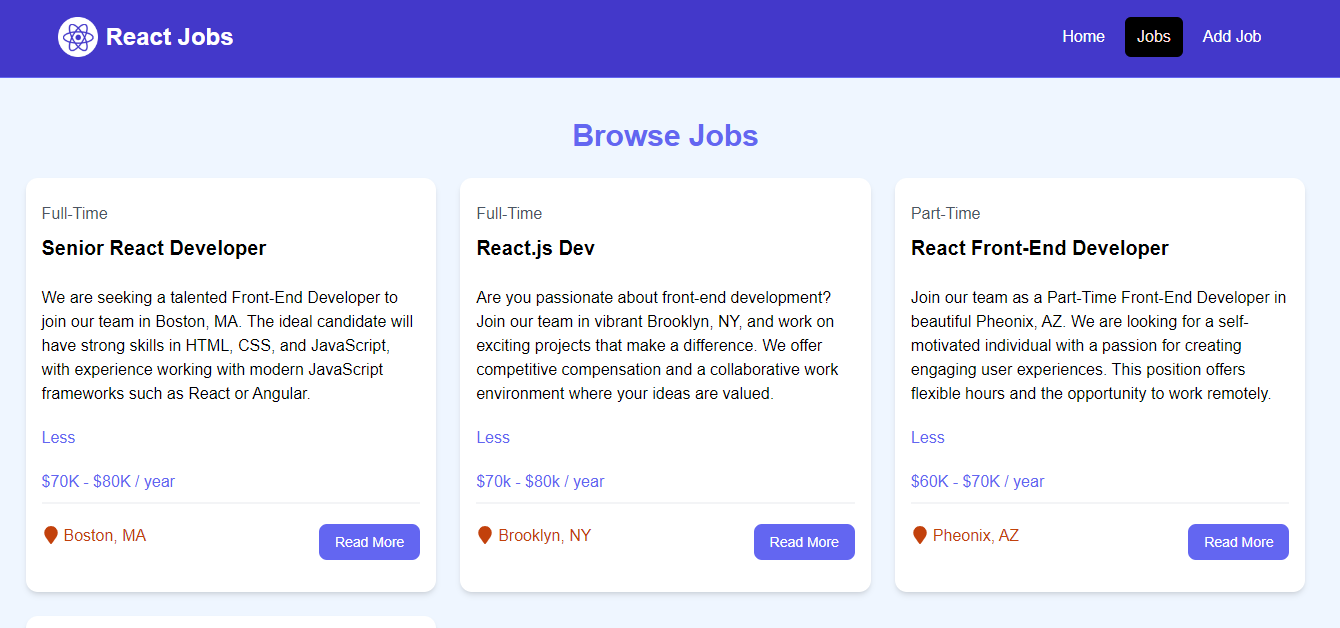 React Jobs
Home
Jobs
Add Job
Browse Jobs
Full-Time
Senior React Developer
We are seeking a talented Front-End Developer to
join our team in Boston, MA. The ideal candidate will
have strong skills in HTML, CSS, and JavaScript,
with experience working with modern JavaScript
frameworks such as React or Angular.
Less
$70K - $80K / year
Boston, MA
Read More
Full-Time
React.js Dev
Are you passionate about front-end development?
Join our team in vibrant Brooklyn, NY, and work on
exciting projects that make a difference. We offer
competitive compensation and a collaborative work
environment where your ideas are valued.
Less
$70k - $80k / year
Brooklyn, NY
Read More
Part-Time
React Front-End Developer
Join our team as a Part-Time Front-End Developer in
beautiful Pheonix, AZ. We are looking for a self-
motivated individual with a passion for creating
engaging user experiences. This position offers
flexible hours and the opportunity to work remotely.
Less
$60K - $70K / year
Pheonix, AZ
Read More